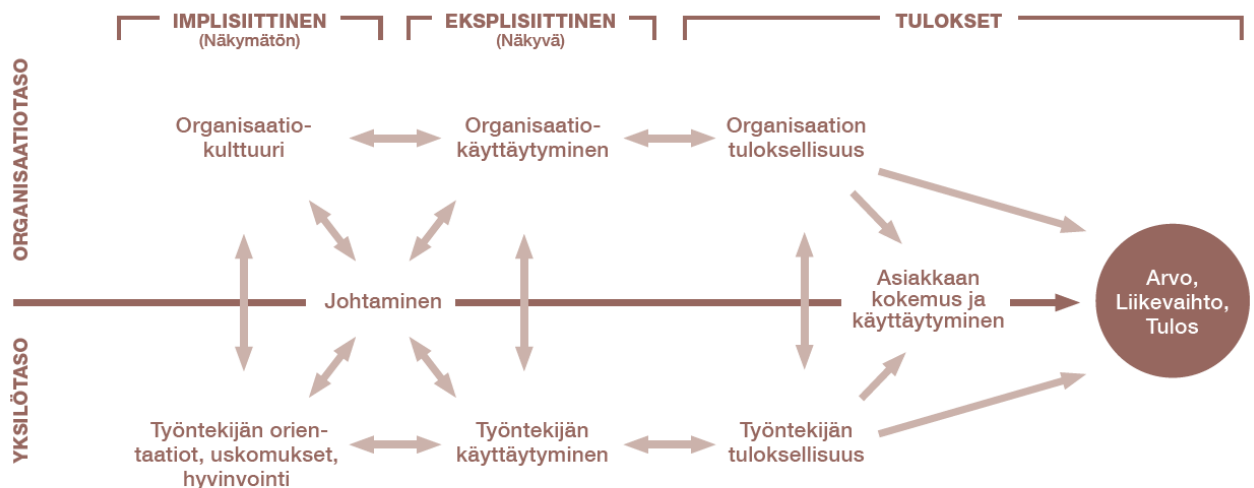 IMPLISIITTINEN
(Näkymätön)
EKSPLISIITTINEN
(Näkyvä)
TULOKSET
ORGANISAATIOTASO
Organisaatio-
kulttuuri
Organisaatio-
käyttäytyminen
Organisaation
tuloksellisuus
Johtaminen
Asiakkaan
kokemus ja
käyttäytyminen
Arvo,
Liikevaihto,
Tulos
YKSILÖTASO
Työntekijän orien-
taatiot, uskomukset,
hyvinvointi
Työntekijän
käyttäytyminen
Työntekijän
tuloksellisuus